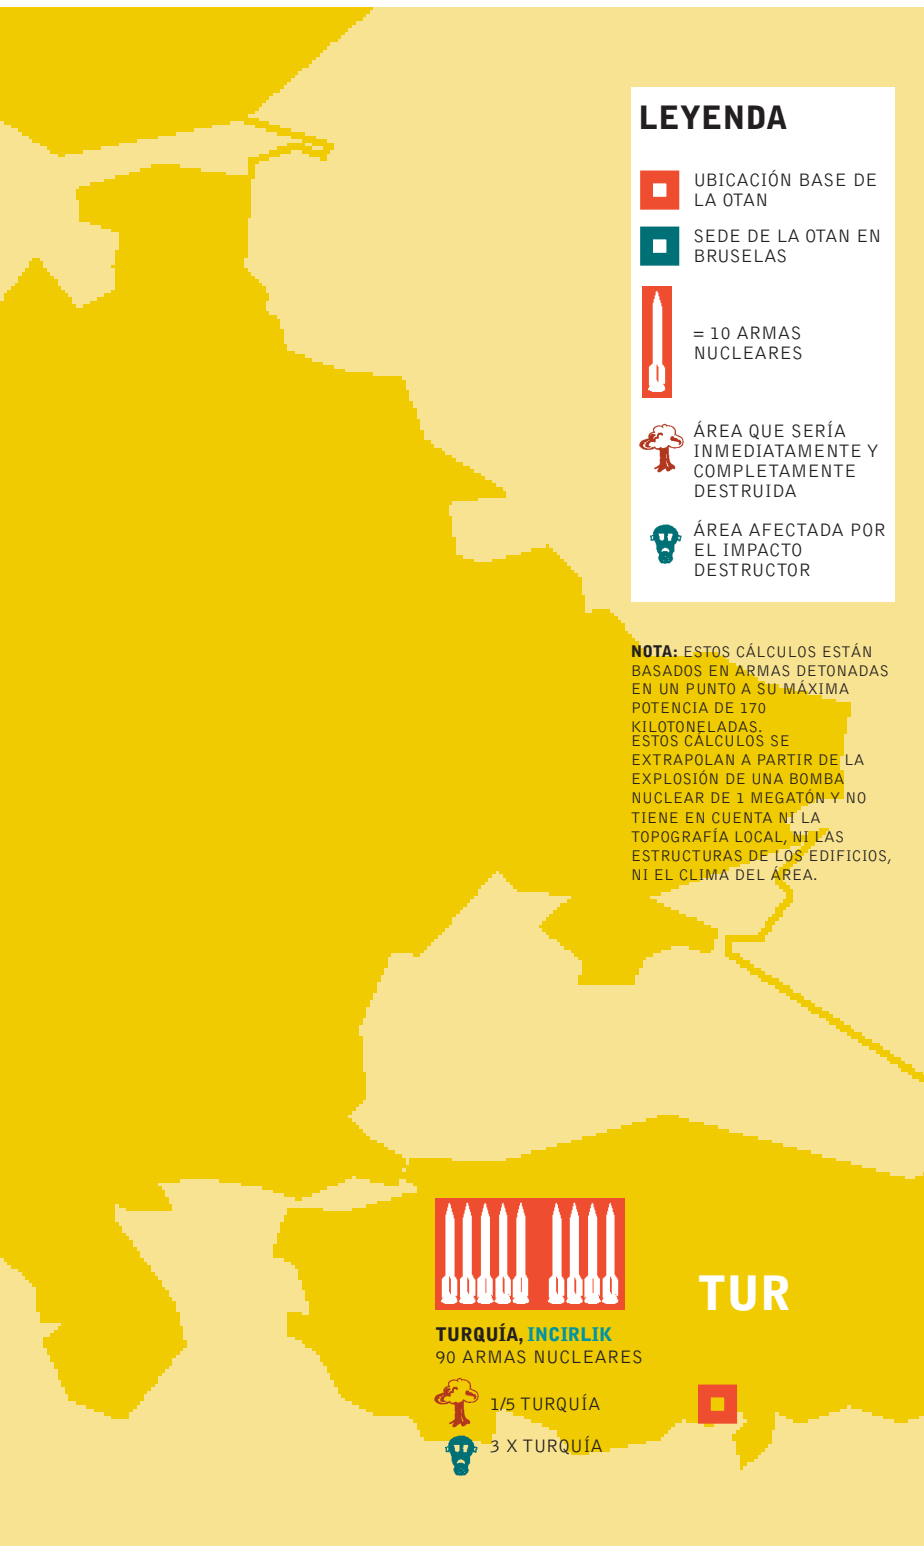 LEYENDA
UBICACIÓN BASE DE
LA OTAN
SEDE DE LA OTAN EN
BRUSELAS
= 10 ARMAS
NUCLEARES
ÁREA QUE SERÍA
INMEDIATAMENTE Y
COMPLETAMENTE
DESTRUIDA
ÁREA AFECTADA POR
EL IMPACTO
DESTRUCTOR
NOTA: ESTOS CÁLCULOS ESTÁN
BASADOS EN ARMAS DETONADAS
EN UN PUNTO A SU MÁXIMA
POTENCIA DE 170
KILOTONELADAS.
ESTOS CÁLCULOS SE
EXTRAPOLAN A PARTIR DE LA
EXPLOSIÓN DE UNA BOMBA
NUCLEAR DE 1 MEGATÓN Y NO
TIENE EN CUENTA NI LA
TOPOGRAFÍA LOCAL, NI LAS
ESTRUCTURAS DE LOS EDIFICIOS,
NI EL CLIMA DEL ÁREA.
TUR
TURQUÍA, INCIRLIK
90 ARMAS NUCLEARES
1/5 TURQUÍA
3 X TURQUÍA